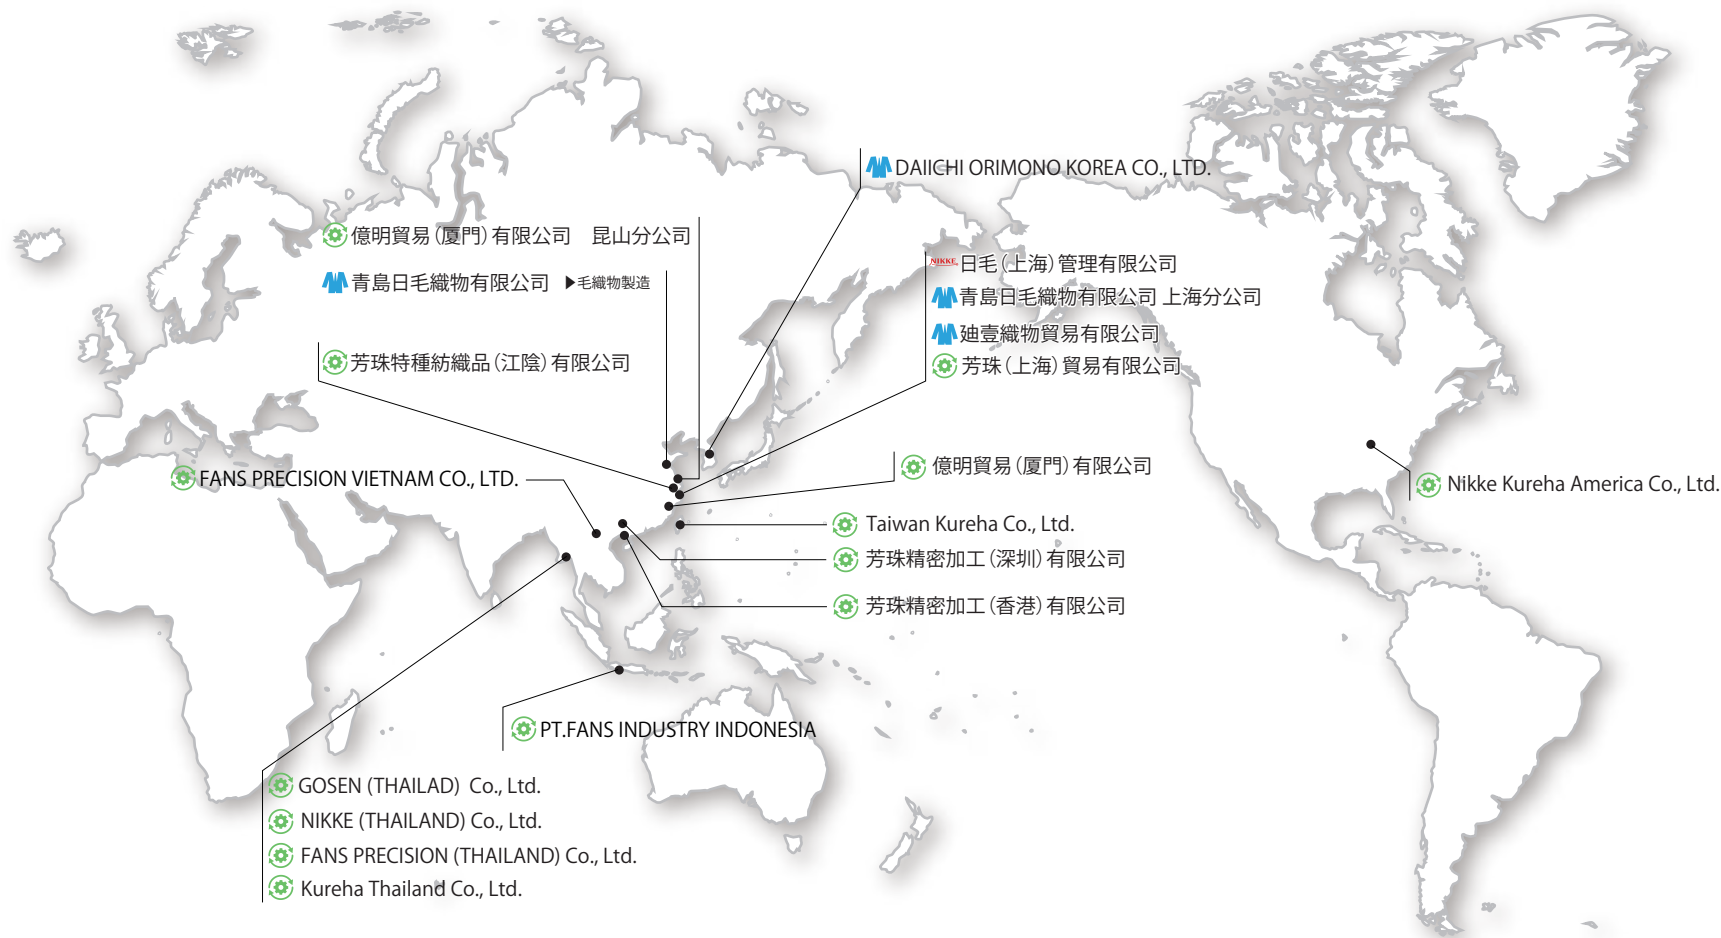 DAIICHI ORIMONO KOREA CO., LTD.
億明貿易(厦門)有限公司　昆山分公司
青島日毛織物有限公司 ▶毛織物製造
芳珠特種紡織品(江陰)有限公司
NIKKE 日毛(上海)管理有限公司
青島日毛織物有限公司 上海分公司
廸壹織物貿易有限公司
芳珠(上海)貿易有限公司
FANS PRECISION VIETNAM CO., LTD.
億明貿易(厦門)有限公司
Nikke Kureha America Co., Ltd.
Taiwan Kureha Co., Ltd.
芳珠精密加工(深圳)有限公司
芳珠精密加工(香港)有限公司
PT.FANS INDUSTRY INDONESIA
GOSEN (THAILAD) Co., Ltd.
NIKKE (THAILAND) Co., Ltd.
FANS PRECISION (THAILAND) Co., Ltd.
Kureha Thailand Co., Ltd.